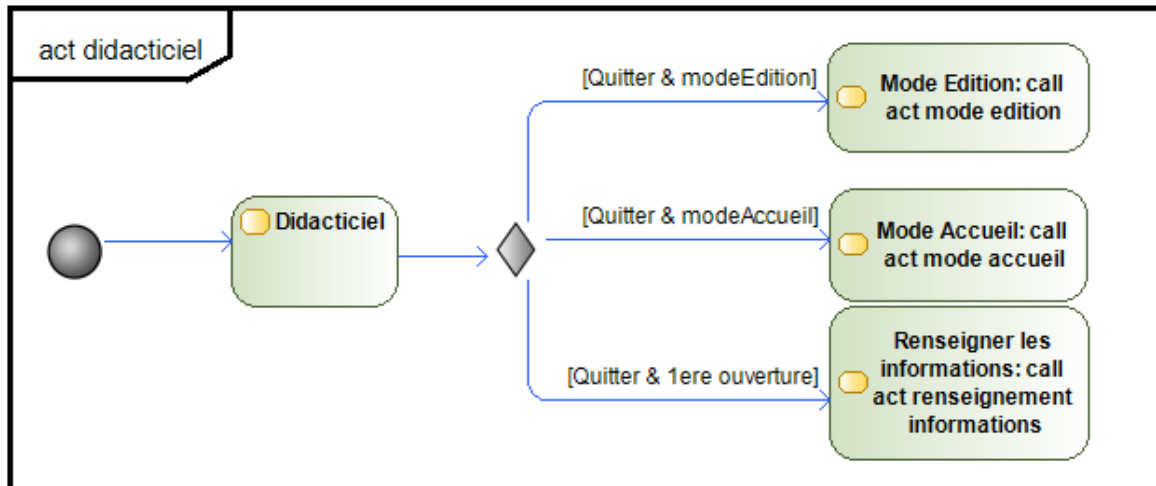 act didacticiel
[Quitter & modeEdition]
Mode Edition: call
act mode edition
Didacticiel
[Quitter & modeAccueil]
Mode Accueil: call
act mode accueil
[Quitter & 1ere ouverture]
Renseigner les
informations: call
act renseignement
informations